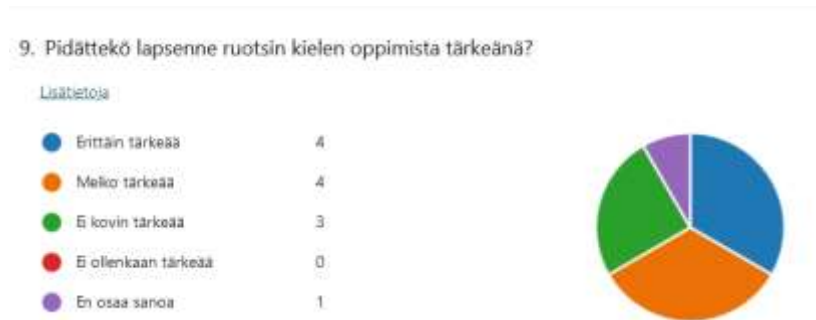 9. Pidättekö lapsenne ruotsin kielen oppimista tärkeänä?
Lisätietoja
Erittäin tärkeää 4
Melko tärkeää 4
Ei kovin tärkeää 3
Ei ollenkaan tärkeää 0
En osaa sanoa 1